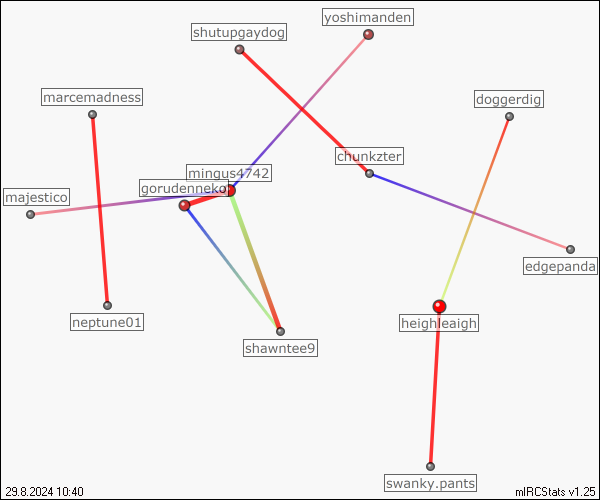 yoshimanden
shutupgaydog
marcemadness
doggerdig
chunkzter
mingus4742
gorudenneko
majestico
edgepanda
neptune01
heighleaigh
shawntee9
swanky.pants
29.8.2024 10:40
mIRCStats v1.25